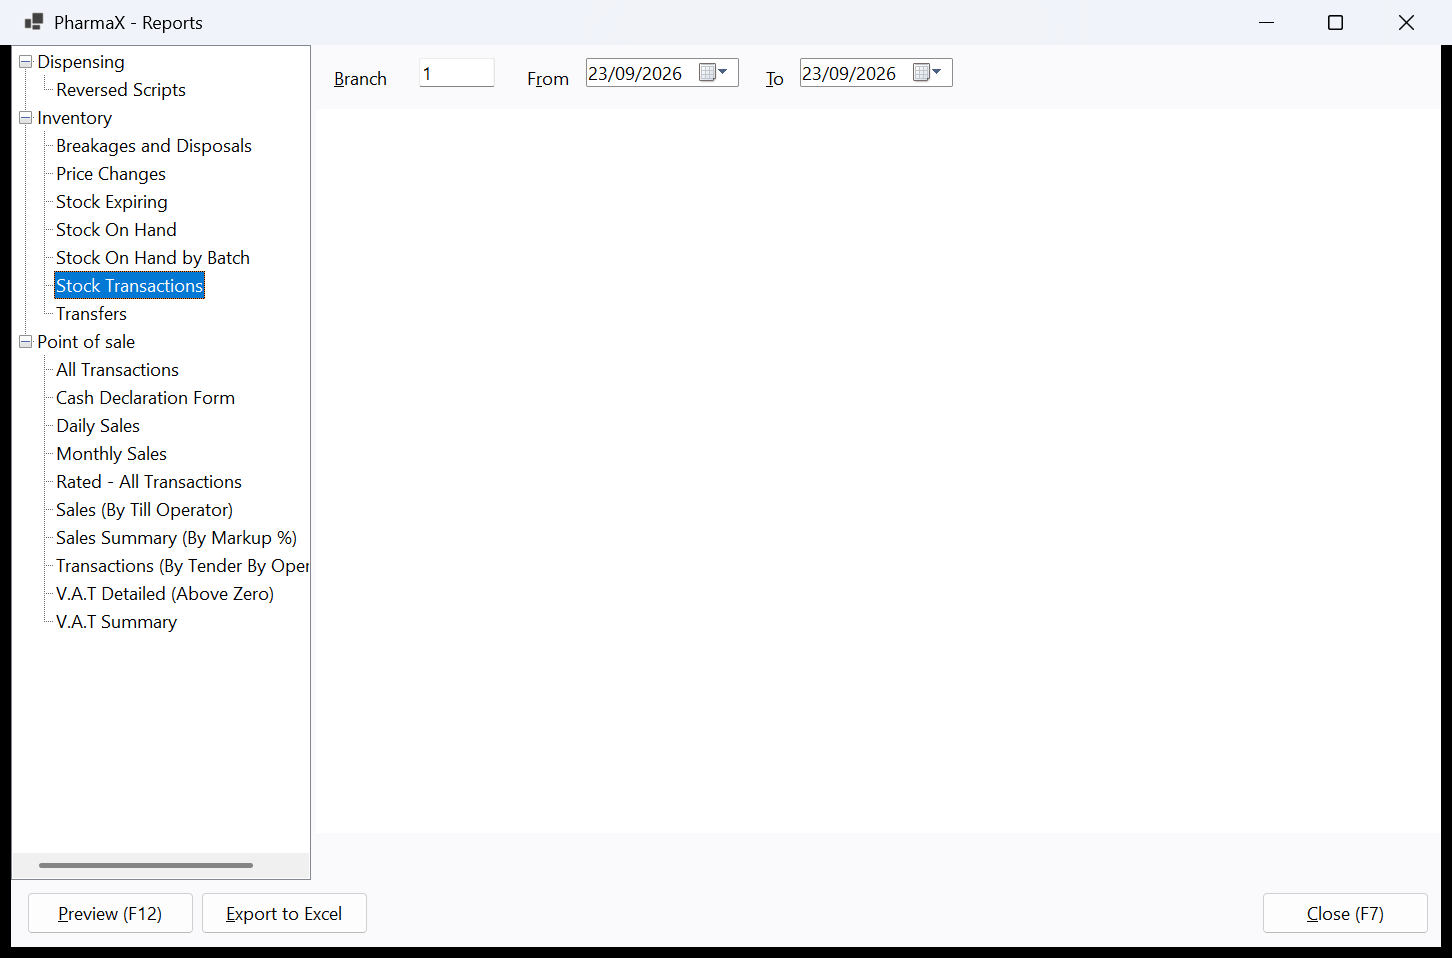 PharmaX - Reports
Dispensing
Reversed Scripts
Inventory
Breakages and Disposals
Price Changes
Stock Expiring
Stock On Hand
Stock On Hand by Batch
Stock Transactions
Transfers
Point of sale
All Transactions
Cash Declaration Form
Daily Sales
Monthly Sales
Rated - All Transactions
Sales (By Till Operator)
Sales Summary (By Markup %)
Transactions (By Tender By Oper
V.A.T Detailed (Above Zero)
V.A.T Summary
Branch 1 From 23/09/2026 To 23/09/2026
Preview (F12) Export to Excel Close (F7)